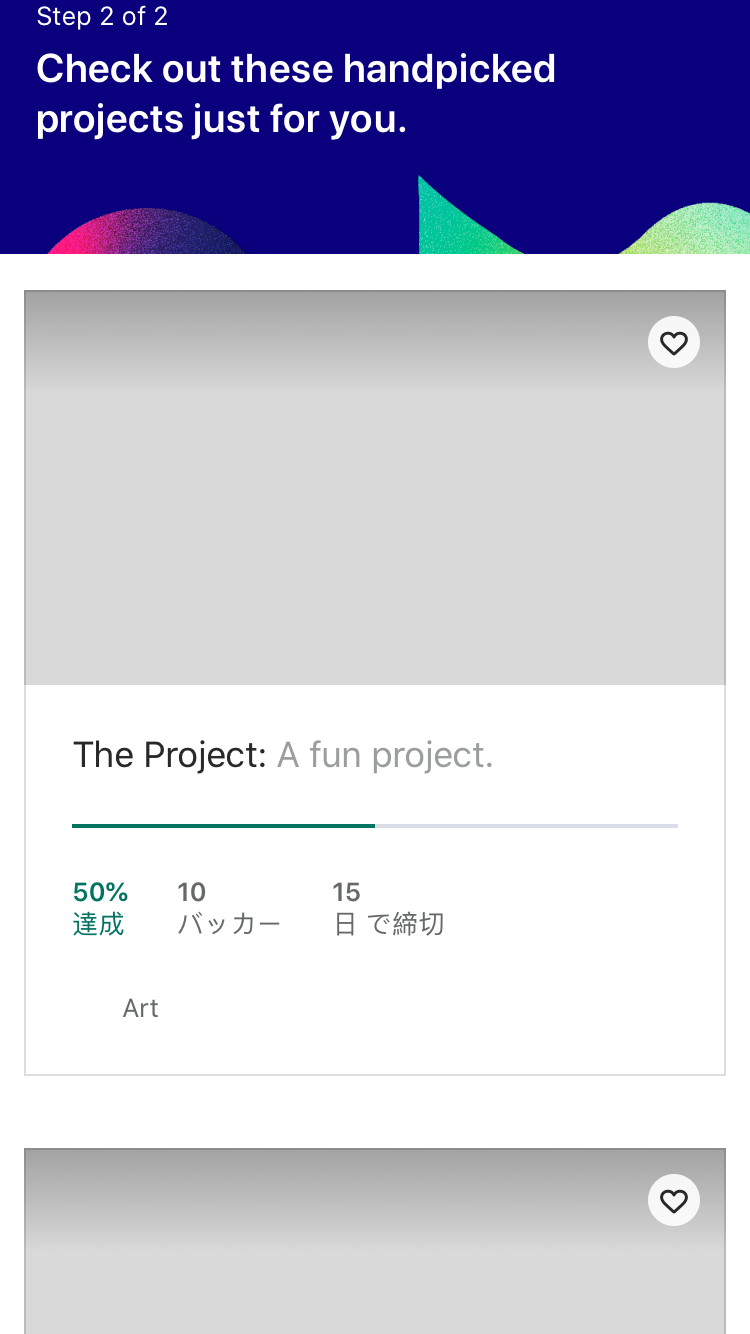 Step 2 of 2
Check out these handpicked
projects just for you.
The Project: A fun project.
50% 10 15
達成 バッカー 日 で締切
Art